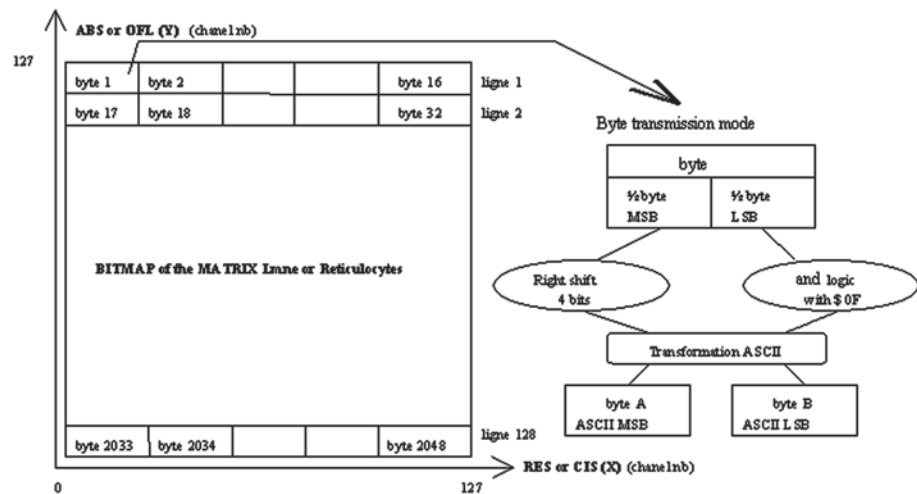 ABS or OFL (Y) (chanel nb)
127
byte 1 byte 2 byte 16 ligne 1
byte 17 byte 18 byte 32 ligne 2
Byte transmission mode
byte
½ byte ½ byte
MSB LSB
BITMAP of the MATRIX Lmne or Reticulocytes
Right shift
4 bits
and logic
with $0F
Transformation ASCII
byte A
ASCII MSB
byte B
ASCII LSB
byte 2033 byte 2034 byte 2048 ligne 128
RES or CIS (X) (chanel nb)
0 127